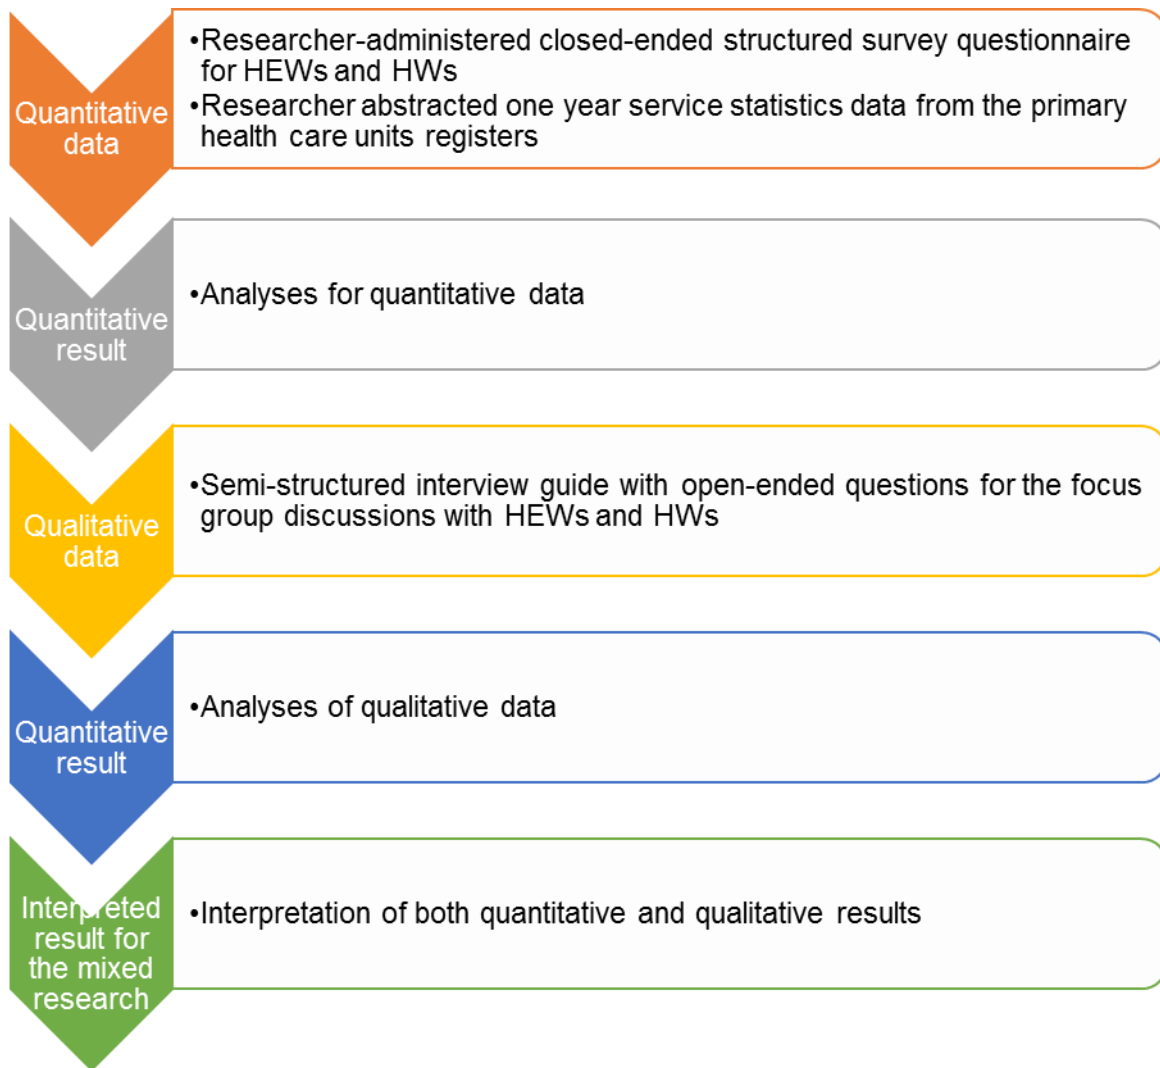 Quantitative
data
•Researcher-administered closed-ended structured survey questionnaire
for HEWs and HWs
•Researcher abstracted one year service statistics data from the primary
health care units registers
Quantitative
result
•Analyses for quantitative data
Qualitative
data
•Semi-structured interview guide with open-ended questions for the focus
group discussions with HEWs and HWs
Quantitative
result
•Analyses of qualitative data
Interpreted
result for
the mixed
research
•Interpretation of both quantitative and qualitative results